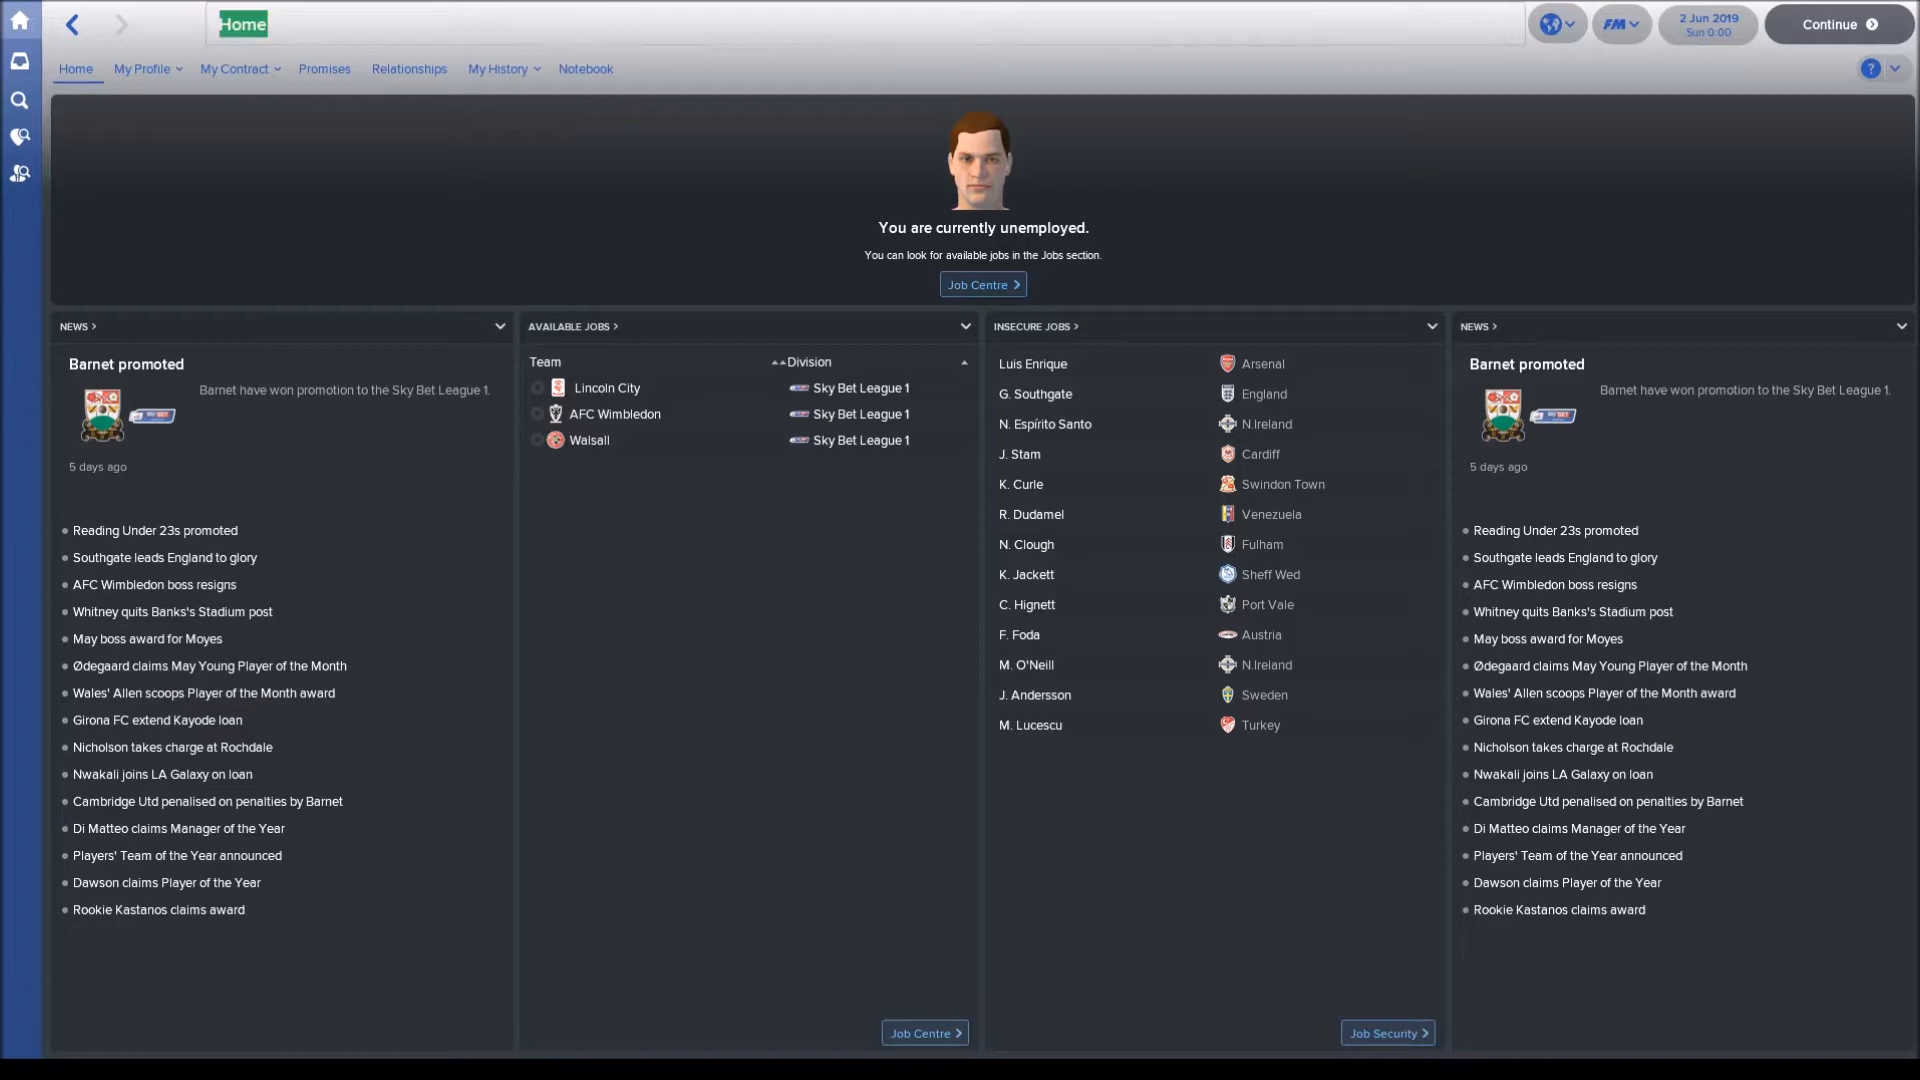 Home
FM
2 Jun 2019
Sun 0:00
Continue
Home My Profile My Contract Promises Relationships My History Notebook
?
You are currently unemployed.
You can look for available jobs in the Jobs section.
Job Centre >
NEWS >
Barnet promoted
Barnet have won promotion to the Sky Bet League 1.
SKY BET
5 days ago
Reading Under 23s promoted
Southgate leads England to glory
AFC Wimbledon boss resigns
Whitney quits Banks's Stadium post
May boss award for Moyes
Ødegaard claims May Young Player of the Month
Wales' Allen scoops Player of the Month award
Girona FC extend Kayode loan
Nicholson takes charge at Rochdale
Nwakali joins LA Galaxy on loan
Cambridge Utd penalised on penalties by Barnet
Di Matteo claims Manager of the Year
Players' Team of the Year announced
Dawson claims Player of the Year
Rookie Kastanos claims award
AVAILABLE JOBS >
Team Division
Lincoln City Sky Bet League 1
AFC Wimbledon Sky Bet League 1
Walsall Sky Bet League 1
Job Centre >
INSECURE JOBS >
Luis Enrique Arsenal
G. Southgate England
N. Espírito Santo N.Ireland
J. Stam Cardiff
K. Curle Swindon Town
R. Dudamel Venezuela
N. Clough Fulham
K. Jackett Sheff Wed
C. Hignett Port Vale
F. Foda Austria
M. O'Neill N.Ireland
J. Andersson Sweden
M. Lucescu Turkey
Job Security >
NEWS >
Barnet promoted
Barnet have won promotion to the Sky Bet League 1.
SKY BET
5 days ago
Reading Under 23s promoted
Southgate leads England to glory
AFC Wimbledon boss resigns
Whitney quits Banks's Stadium post
May boss award for Moyes
Ødegaard claims May Young Player of the Month
Wales' Allen scoops Player of the Month award
Girona FC extend Kayode loan
Nicholson takes charge at Rochdale
Nwakali joins LA Galaxy on loan
Cambridge Utd penalised on penalties by Barnet
Di Matteo claims Manager of the Year
Players' Team of the Year announced
Dawson claims Player of the Year
Rookie Kastanos claims award